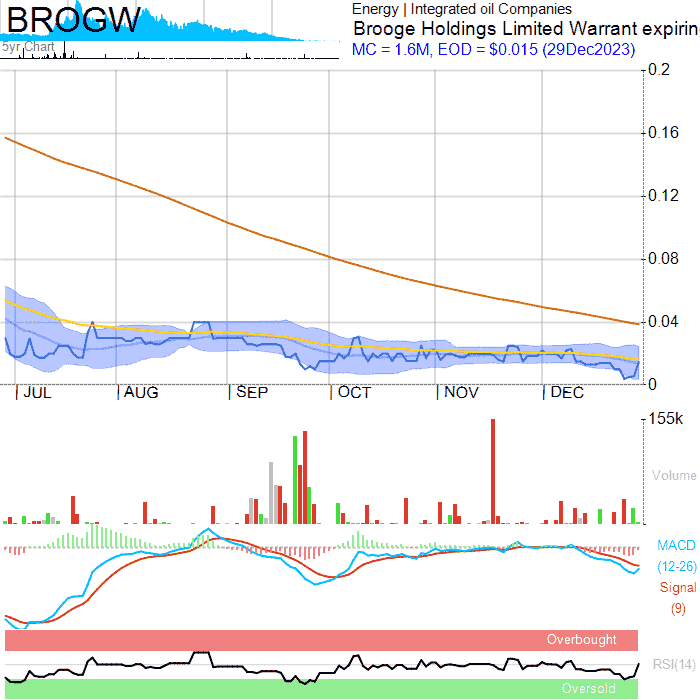 BROGW
5yr Chart
Energy | Integrated oil Companies
Brooge Holdings Limited Warrant expirin
MC = 1.6M, EOD = $0.015 (29Dec2023)
0.2
0.16
0.12
0.08
0.04
0
JUL AUG SEP OCT NOV DEC
155k
Volume
MACD
(12-26)
Signal
(9)
Overbought
RSI(14)
Oversold